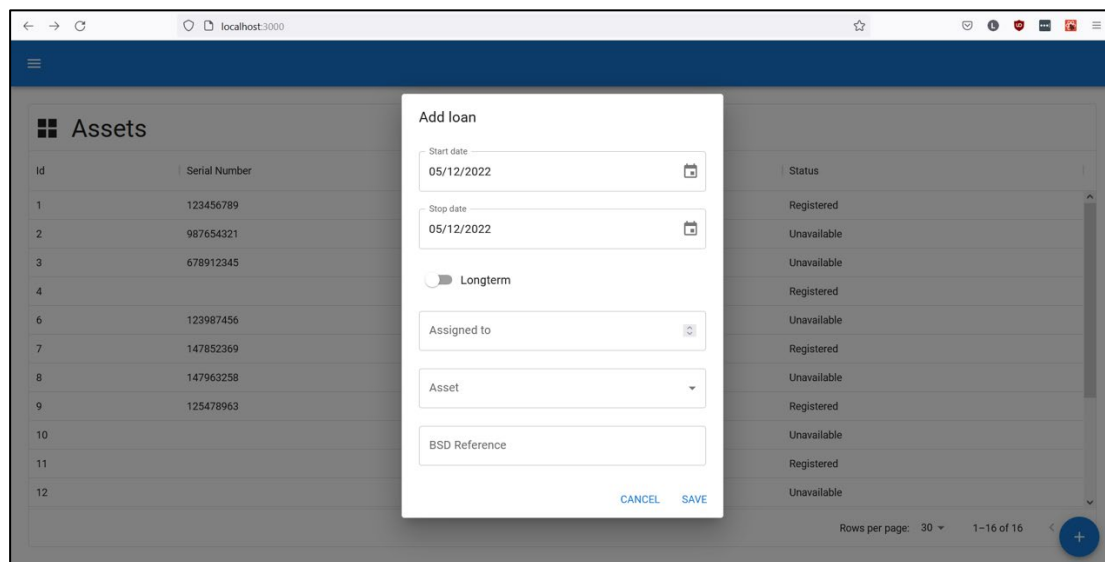 localhost:3000
Assets
Id Serial Number Status
1 123456789 Registered
2 987654321 Unavailable
3 678912345 Unavailable
4 Registered
6 123987456 Unavailable
7 147852369 Registered
8 147963258 Unavailable
9 125478963 Registered
10 Unavailable
11 Registered
12 Unavailable
Rows per page: 30 1–16 of 16
Add loan
Start date
05/12/2022
Stop date
05/12/2022
Longterm
Assigned to
Asset
BSD Reference
CANCEL SAVE